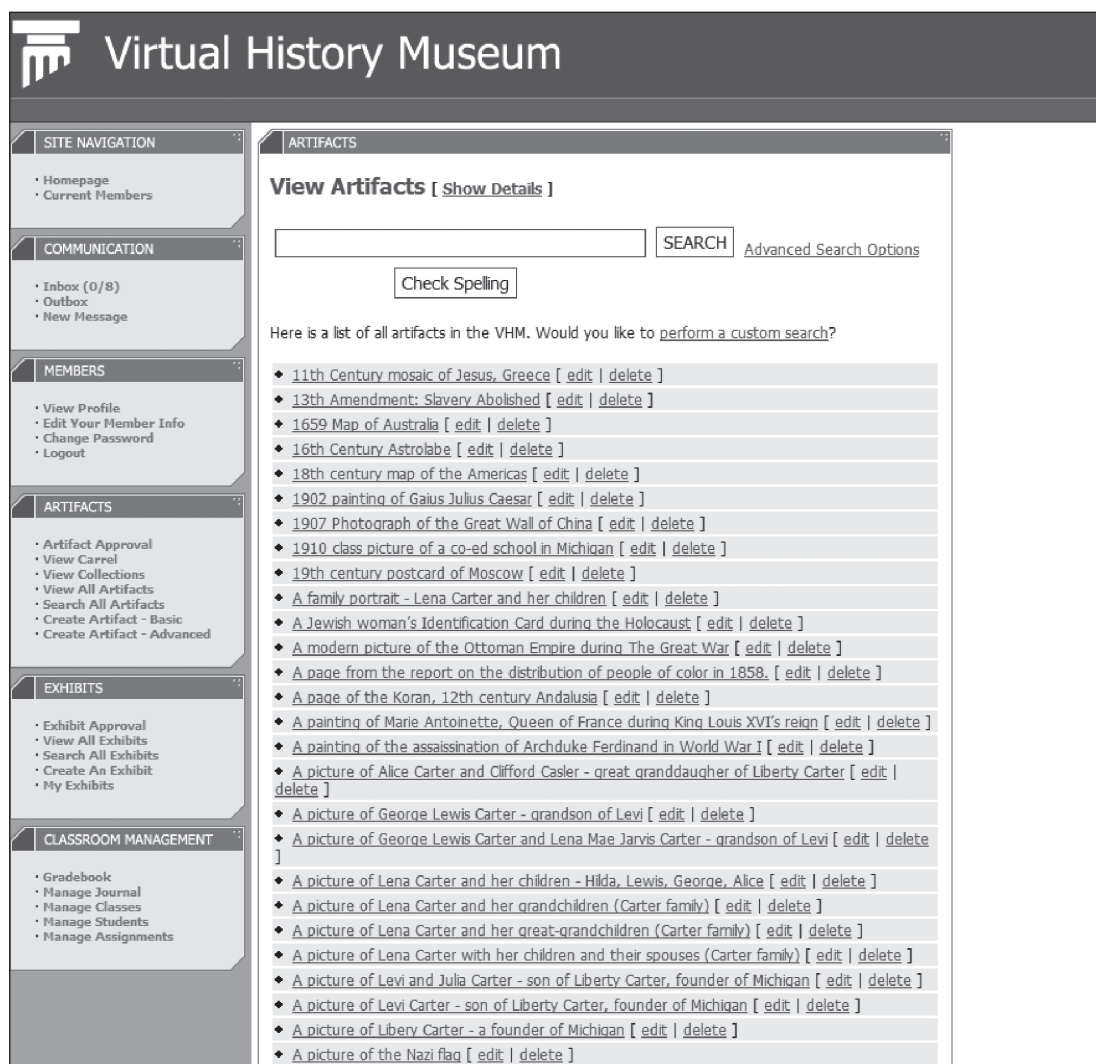 Virtual History Museum
SITE NAVIGATION
· Homepage
· Current Members
COMMUNICATION
· Inbox (0/8)
· Outbox
· New Message
MEMBERS
· View Profile
· Edit Your Member Info
· Change Password
· Logout
ARTIFACTS
· Artifact Approval
· View Carrel
· View Collections
· View All Artifacts
· Search All Artifacts
· Create Artifact - Basic
· Create Artifact - Advanced
EXHIBITS
· Exhibit Approval
· View All Exhibits
· Search All Exhibits
· Create An Exhibit
· My Exhibits
CLASSROOM MANAGEMENT
· Gradebook
· Manage Journal
· Manage Classes
· Manage Students
· Manage Assignments
ARTIFACTS
View Artifacts [ Show Details ]
SEARCH Advanced Search Options
Check Spelling
Here is a list of all artifacts in the VHM. Would you like to perform a custom search?
◆ 11th Century mosaic of Jesus, Greece [ edit | delete ]
◆ 13th Amendment: Slavery Abolished [ edit | delete ]
◆ 1659 Map of Australia [ edit | delete ]
◆ 16th Century Astrolabe [ edit | delete ]
◆ 18th century map of the Americas [ edit | delete ]
◆ 1902 painting of Gaius Julius Caesar [ edit | delete ]
◆ 1907 Photograph of the Great Wall of China [ edit | delete ]
◆ 1910 class picture of a co-ed school in Michigan [ edit | delete ]
◆ 19th century postcard of Moscow [ edit | delete ]
◆ A family portrait - Lena Carter and her children [ edit | delete ]
◆ A Jewish woman's Identification Card during the Holocaust [ edit | delete ]
◆ A modern picture of the Ottoman Empire during The Great War [ edit | delete ]
◆ A page from the report on the distribution of people of color in 1858. [ edit | delete ]
◆ A page of the Koran, 12th century Andalusia [ edit | delete ]
◆ A painting of Marie Antoinette, Queen of France during King Louis XVI's reign [ edit | delete ]
◆ A painting of the assaissination of Archduke Ferdinand in World War I [ edit | delete ]
◆ A picture of Alice Carter and Clifford Casler - great granddaugher of Liberty Carter [ edit |
delete ]
◆ A picture of George Lewis Carter - grandson of Levi [ edit | delete ]
◆ A picture of George Lewis Carter and Lena Mae Jarvis Carter - grandson of Levi [ edit | delete
]
◆ A picture of Lena Carter and her children - Hilda, Lewis, George, Alice [ edit | delete ]
◆ A picture of Lena Carter and her grandchildren (Carter family) [ edit | delete ]
◆ A picture of Lena Carter and her great-grandchildren (Carter family) [ edit | delete ]
◆ A picture of Lena Carter with her children and their spouses (Carter family) [ edit | delete ]
◆ A picture of Levi and Julia Carter - son of Liberty Carter, founder of Michigan [ edit | delete ]
◆ A picture of Levi Carter - son of Liberty Carter, founder of Michigan [ edit | delete ]
◆ A picture of Libery Carter - a founder of Michigan [ edit | delete ]
◆ A picture of the Nazi flag [ edit | delete ]